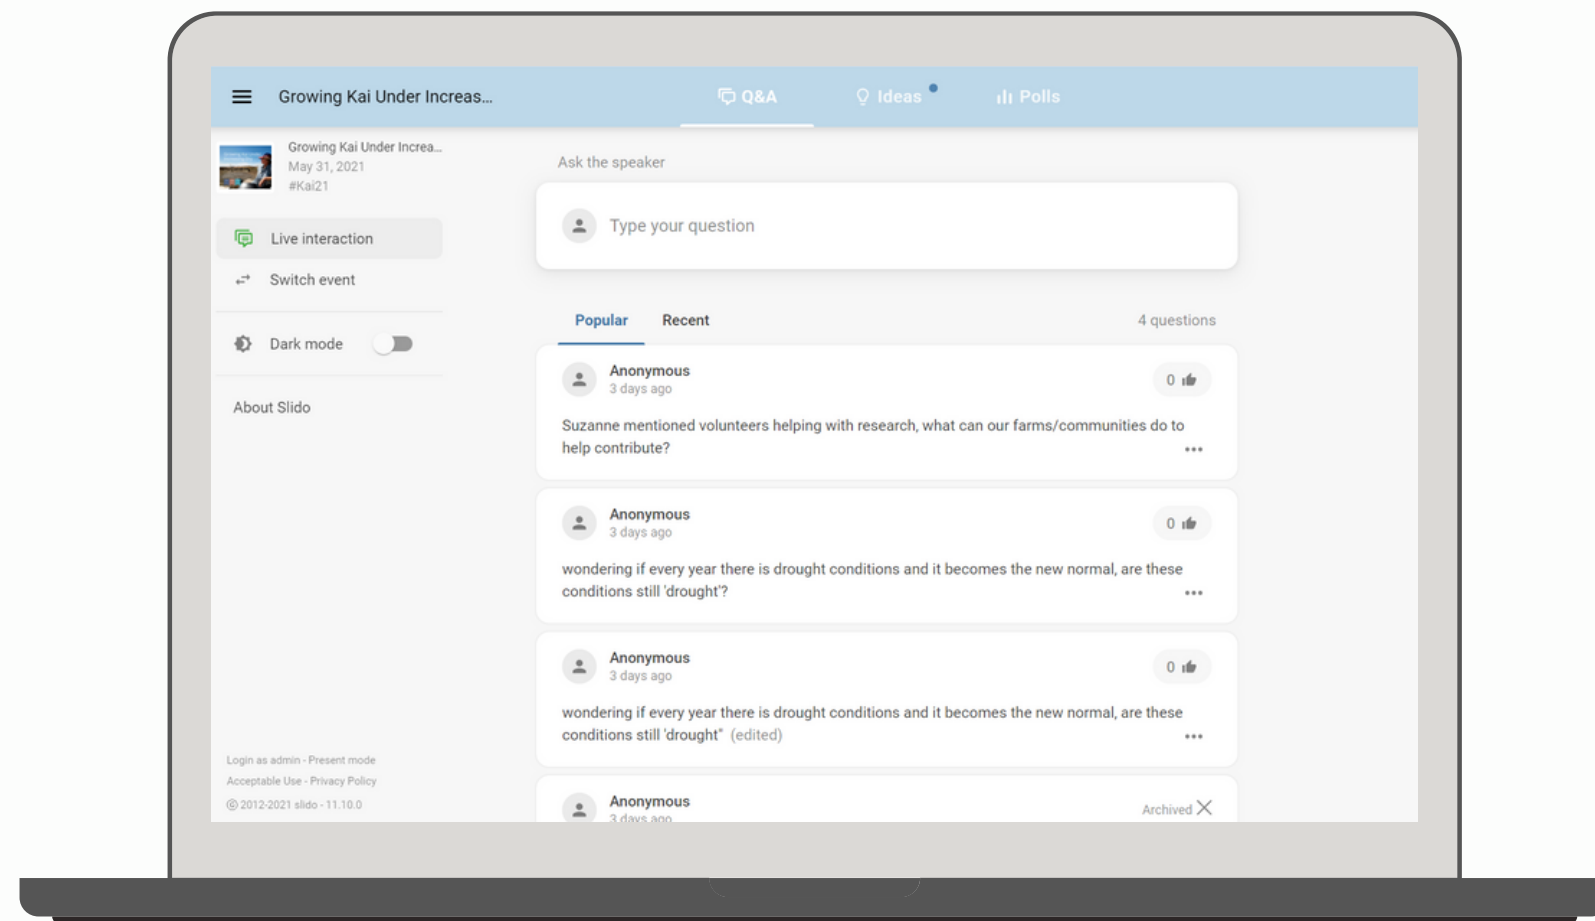 Growing Kai Under Increas...
Q&A
Ideas
Polls
Growing Kai Under Increa...
May 31, 2021
#Kai21
Live interaction
Switch event
Dark mode
About Slido
Login as admin - Present mode
Acceptable Use - Privacy Policy
© 2012-2021 slido - 11.10.0
Ask the speaker
Type your question
Popular
Recent
4 questions
Anonymous
3 days ago
0
Suzanne mentioned volunteers helping with research, what can our farms/communities do to
help contribute?
Anonymous
3 days ago
0
wondering if every year there is drought conditions and it becomes the new normal, are these
conditions still 'drought'?
Anonymous
3 days ago
0
wondering if every year there is drought conditions and it becomes the new normal, are these
conditions still 'drought" (edited)
Anonymous
3 days ago
Archived